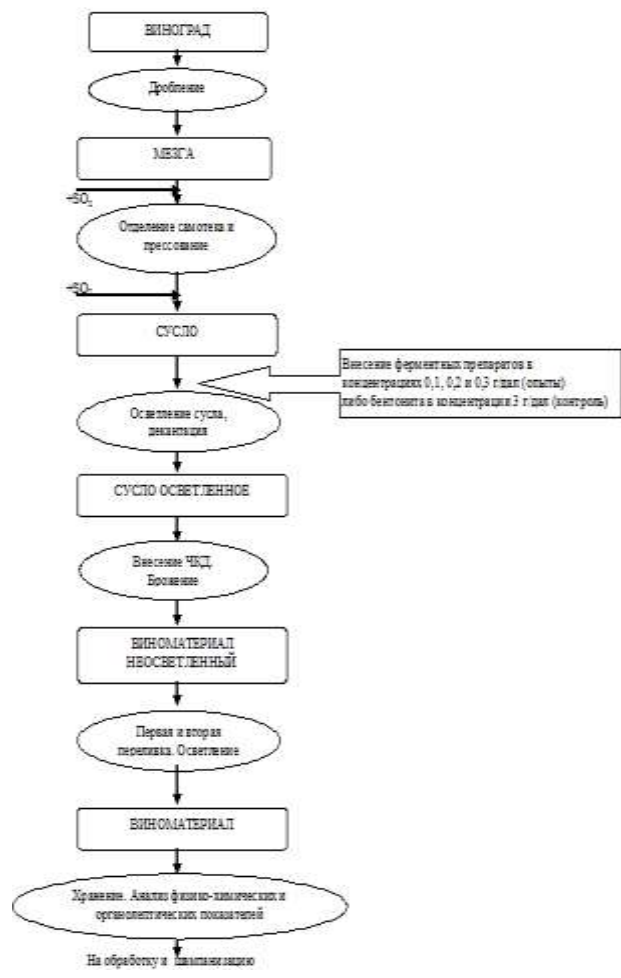 ВИНОГРАД
Дробление
МЕЗГА
+SO₂
Отделение самотека и
прессование
+SO₂
СУСЛО
Внесение ферментных препаратов в
концентрациях 0,1, 0,2 и 0,3 г/дал (опыты)
либо бентонита в концентрации 3 г/дал (контроль)
Осветление сусла,
декантация
СУСЛО ОСВЕТЛЕННОЕ
Внесение ЧКД.
Брожение
ВИНОМАТЕРИАЛ
НЕОСВЕТЛЕННЫЙ
Первая и вторая
переливка. Осветление
ВИНОМАТЕРИАЛ
Хранение. Анализ физико-химических и
органолептических показателей
На обработку и шампанизацию